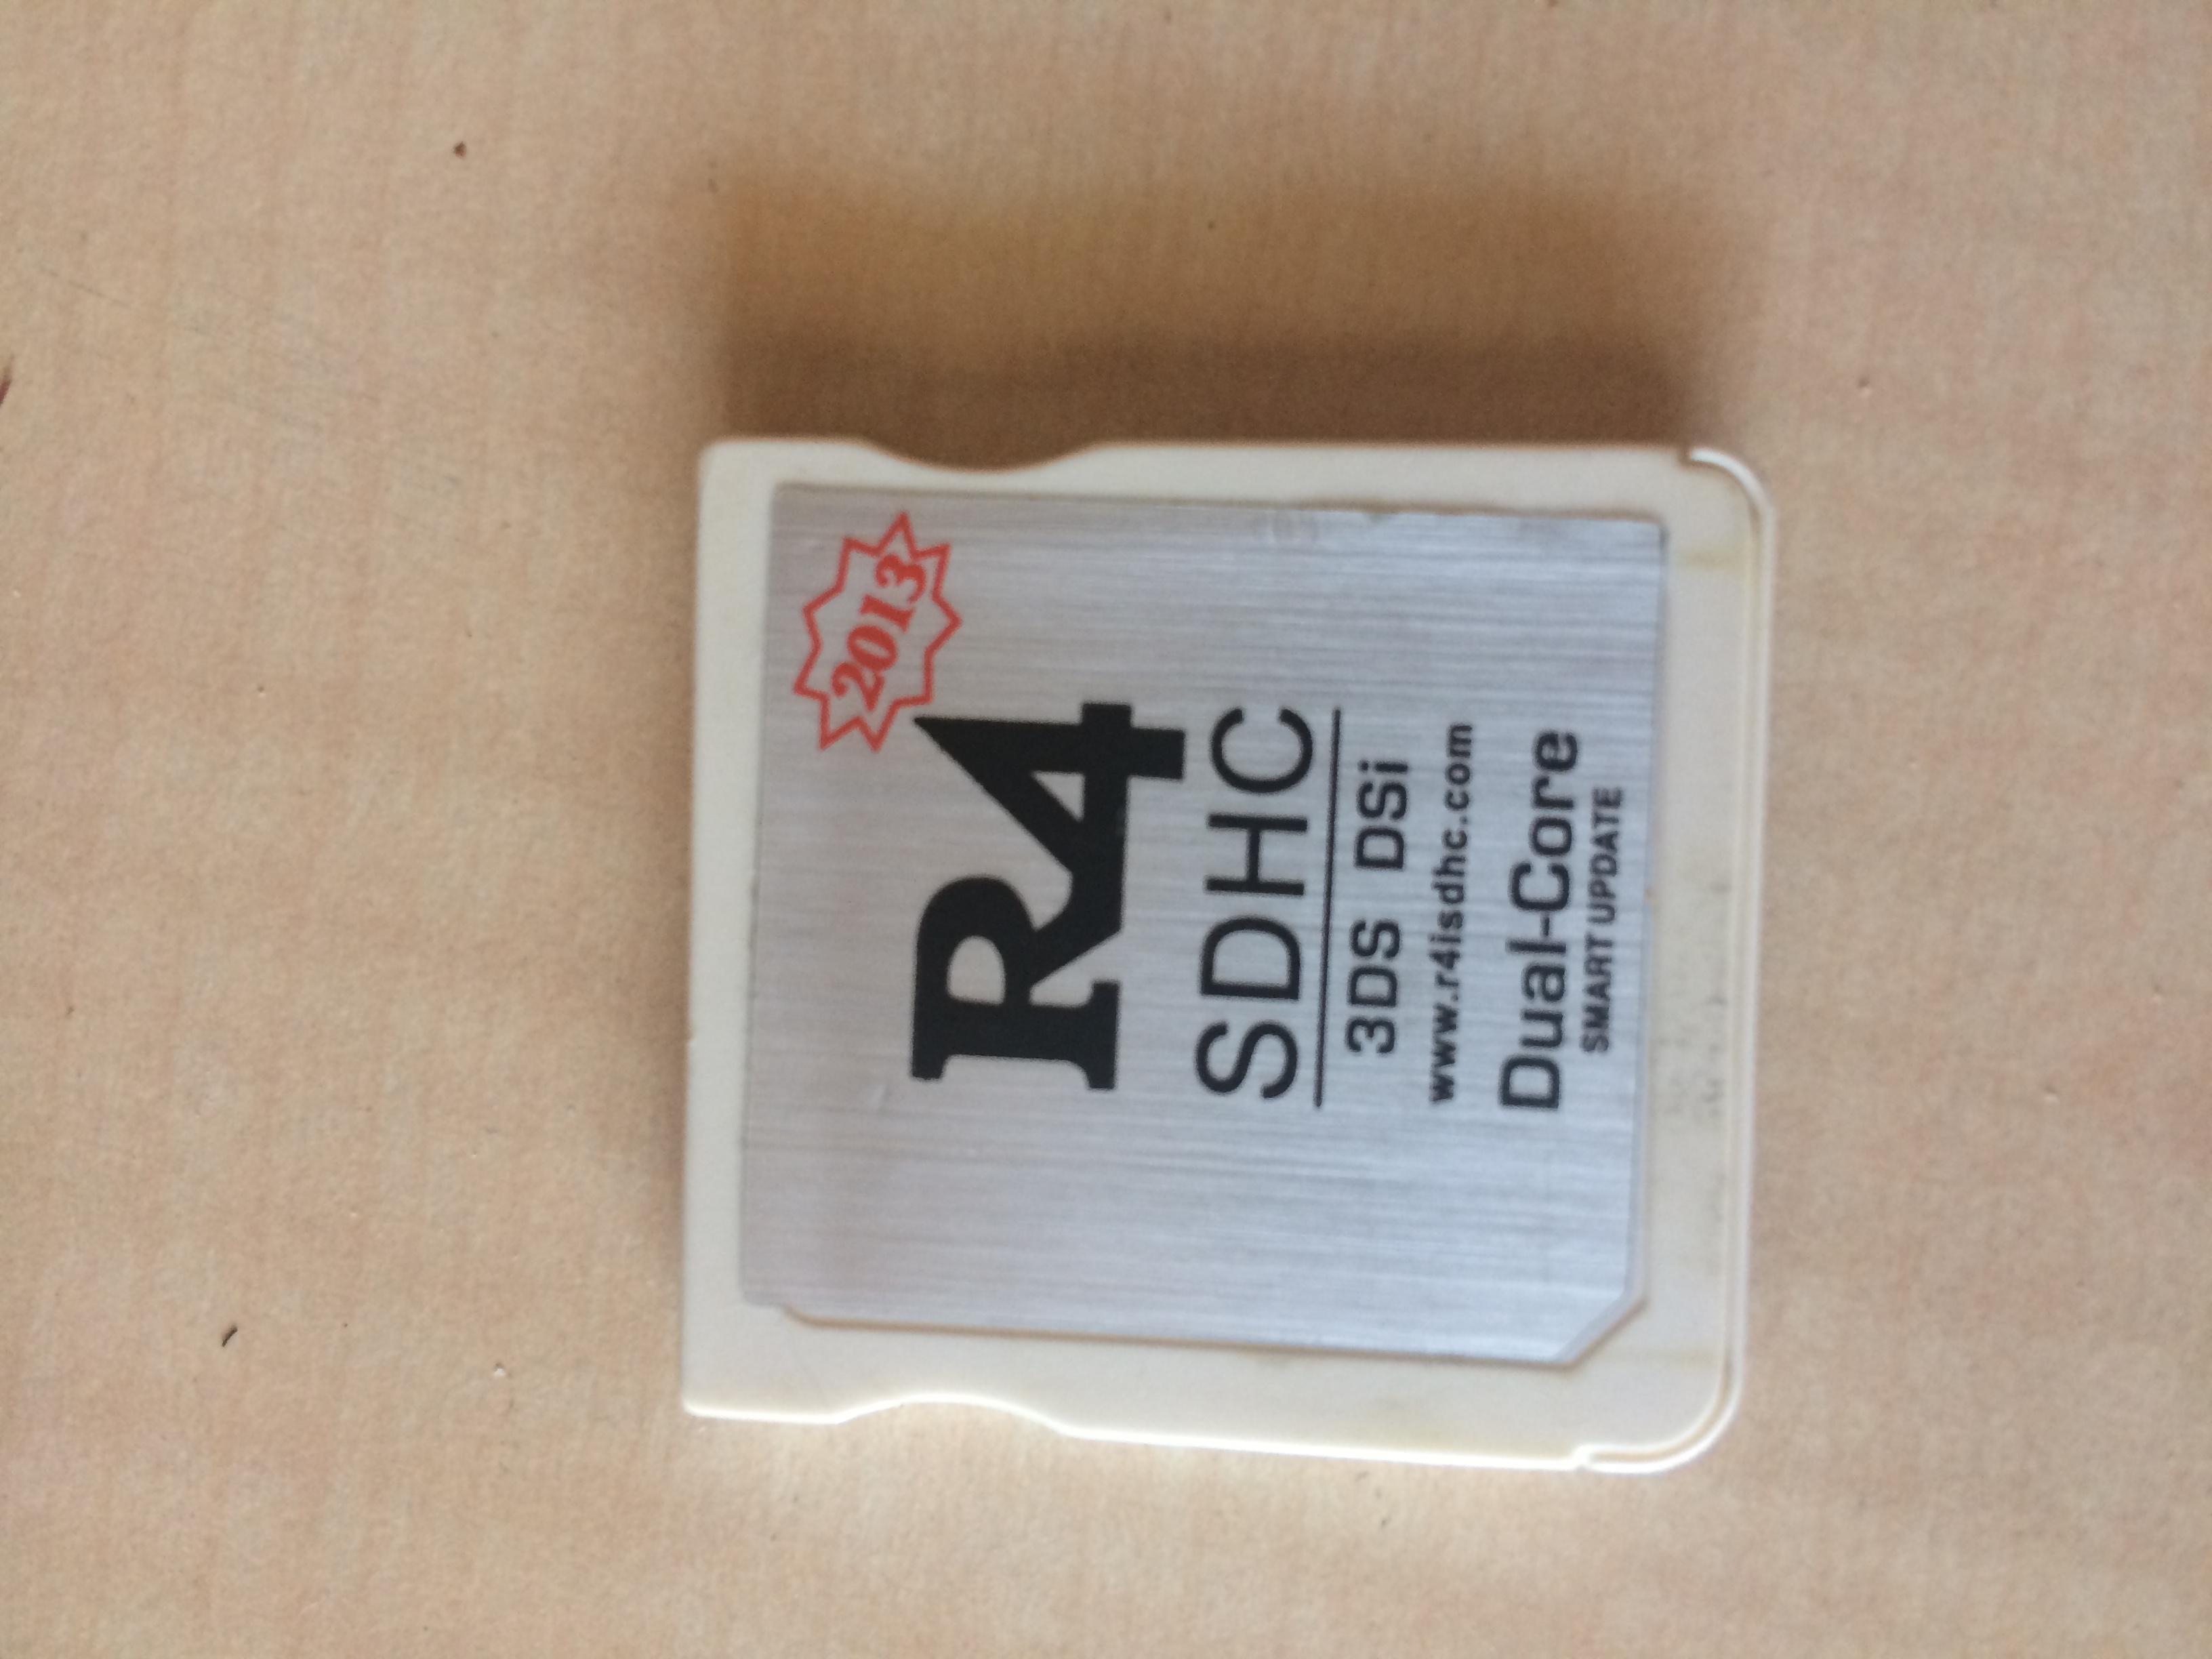 2013
R4
SDHC
3DS DSi
www.r4isdhc.com
Dual-Core
SMART UPDATE